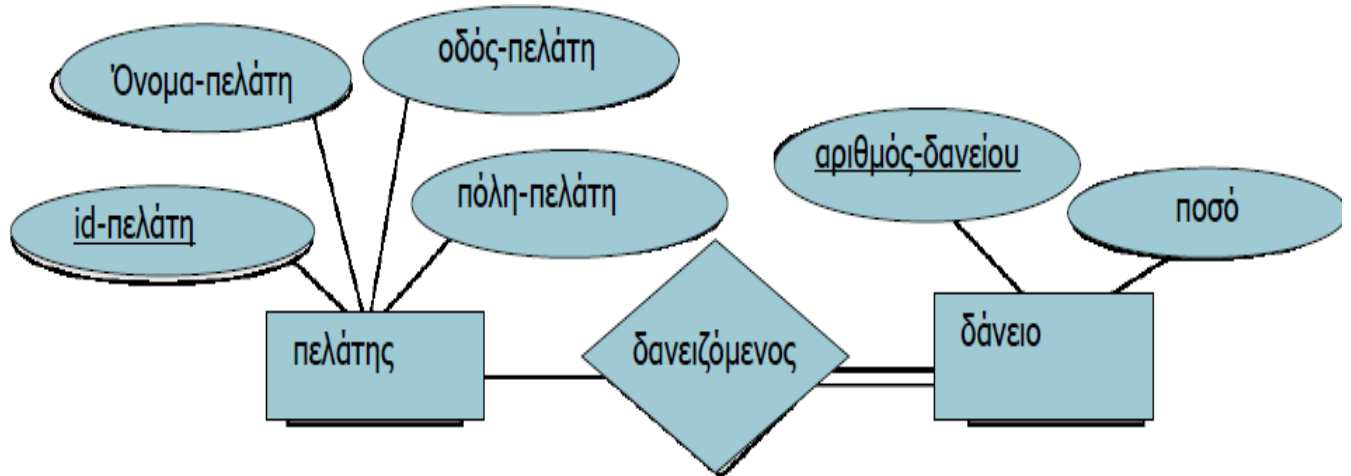 Όνομα-πελάτη
οδός-πελάτη
id-πελάτη
πόλη-πελάτη
αριθμός-δανείου
ποσό
πελάτης
δανειζόμενος
δάνειο